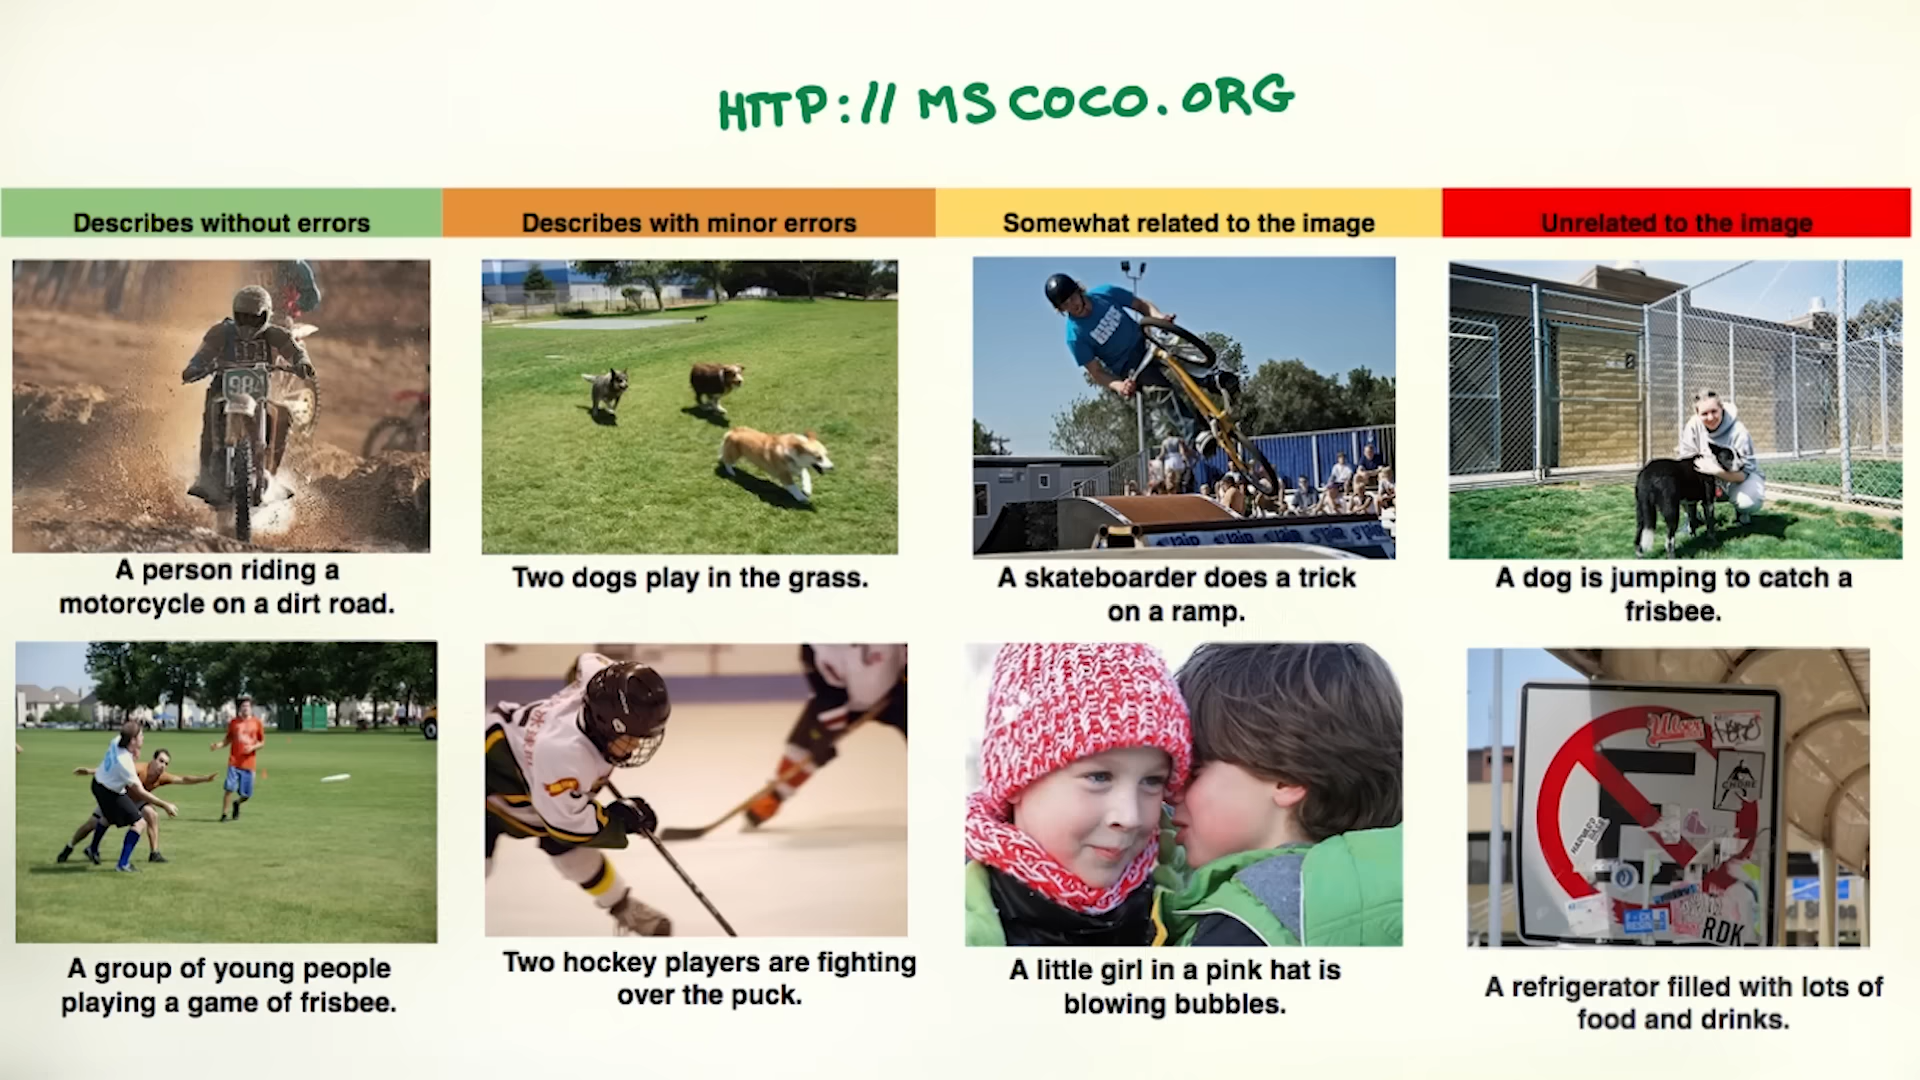 HTTP://MSCOCO.ORG
Describes without errors
Describes with minor errors
Somewhat related to the image
Unrelated to the image
98
A person riding a
motorcycle on a dirt road.
Two dogs play in the grass.
A skateboarder does a trick
on a ramp.
A dog is jumping to catch a
frisbee.
A group of young people
playing a game of frisbee.
Two hockey players are fighting
over the puck.
A little girl in a pink hat is
blowing bubbles.
RDK
A refrigerator filled with lots of
food and drinks.